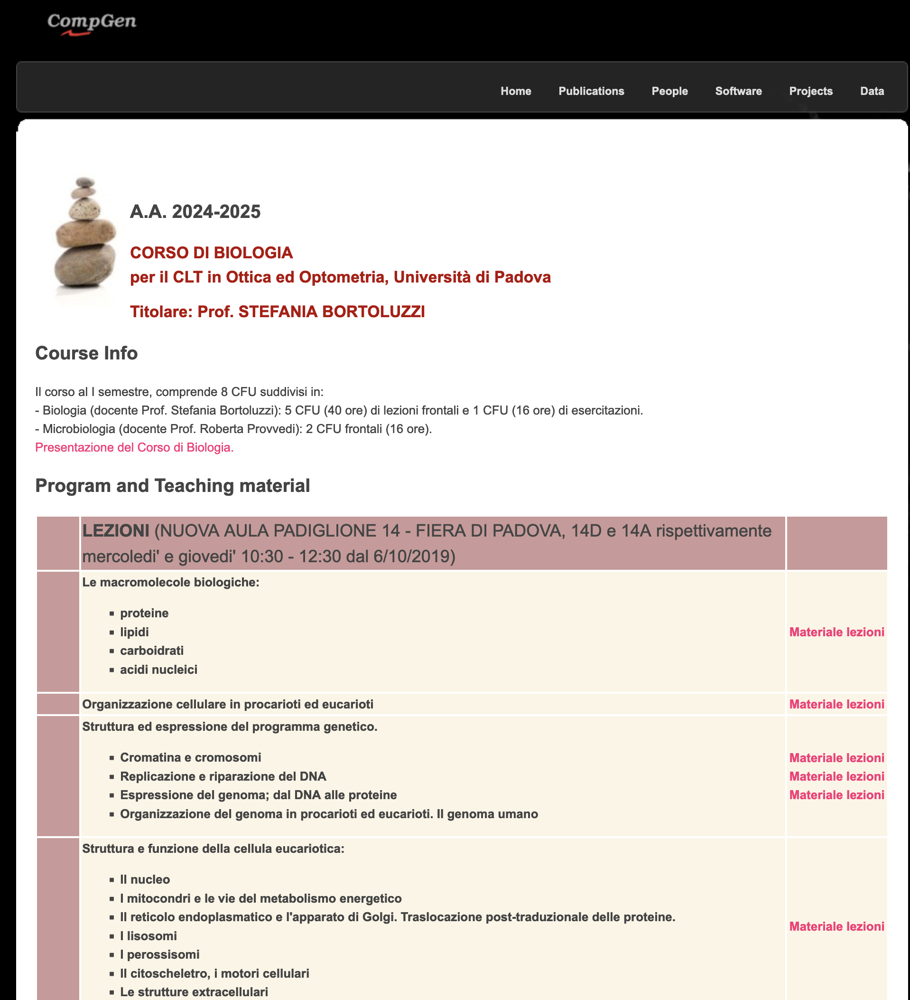 CompGen
Home Publications People Software Projects Data
A.A. 2024-2025
CORSO DI BIOLOGIA
per il CLT in Ottica ed Optometria, Università di Padova
Titolare: Prof. STEFANIA BORTOLUZZI
Course Info
Il corso al I semestre, comprende 8 CFU suddivisi in:
- Biologia (docente Prof. Stefania Bortoluzzi): 5 CFU (40 ore) di lezioni frontali e 1 CFU (16 ore) di esercitazioni.
- Microbiologia (docente Prof. Roberta Provvedi): 2 CFU frontali (16 ore).
Presentazione del Corso di Biologia.
Program and Teaching material
LEZIONI (NUOVA AULA PADIGLIONE 14 - FIERA DI PADOVA, 14D e 14A rispettivamente
mercoledi' e giovedi' 10:30 - 12:30 dal 6/10/2019)
Le macromolecole biologiche:
▪ proteine
▪ lipidi
▪ carboidrati
▪ acidi nucleici
Materiale lezioni
Organizzazione cellulare in procarioti ed eucarioti
Materiale lezioni
Struttura ed espressione del programma genetico.
▪ Cromatina e cromosomi
▪ Replicazione e riparazione del DNA
▪ Espressione del genoma; dal DNA alle proteine
▪ Organizzazione del genoma in procarioti ed eucarioti. Il genoma umano
Materiale lezioni
Materiale lezioni
Materiale lezioni
Struttura e funzione della cellula eucariotica:
▪ Il nucleo
▪ I mitocondri e le vie del metabolismo energetico
▪ Il reticolo endoplasmatico e l'apparato di Golgi. Traslocazione post-traduzionale delle proteine.
▪ I lisosomi
▪ I perossisomi
▪ Il citoscheletro, i motori cellulari
▪ Le strutture extracellulari
Materiale lezioni